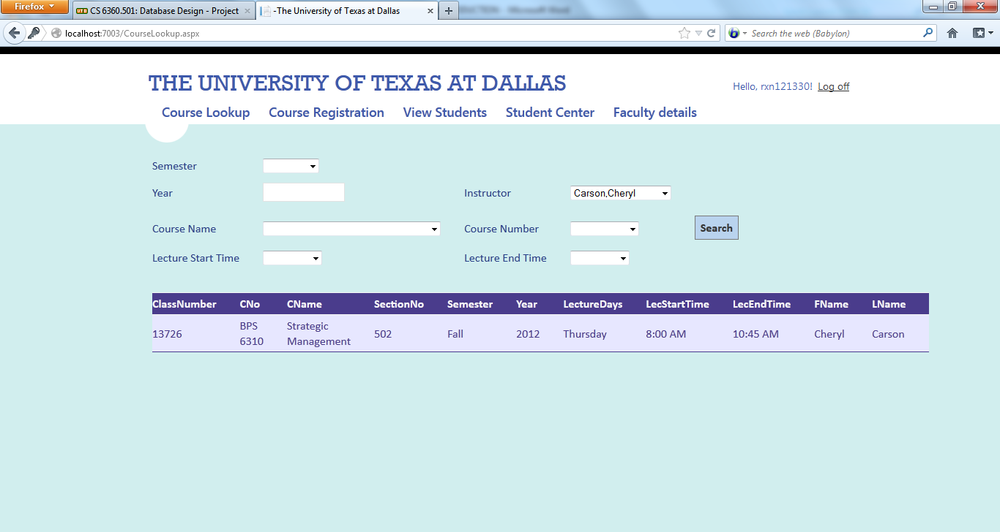 Firefox
CS 6360.501: Database Design - Project
-The University of Texas at Dallas
Microsoft Word
localhost:7003/CourseLookup.aspx
Search the web (Babylon)
THE UNIVERSITY OF TEXAS AT DALLAS
Hello, rxn121330! Log off
Course Lookup Course Registration View Students Student Center Faculty details
Semester
Year Instructor Carson,Cheryl
Course Name Course Number Search
Lecture Start Time Lecture End Time
ClassNumber CNo CName SectionNo Semester Year LectureDays LecStartTime LecEndTime FName LName
13726 BPS 6310 Strategic Management 502 Fall 2012 Thursday 8:00 AM 10:45 AM Cheryl Carson